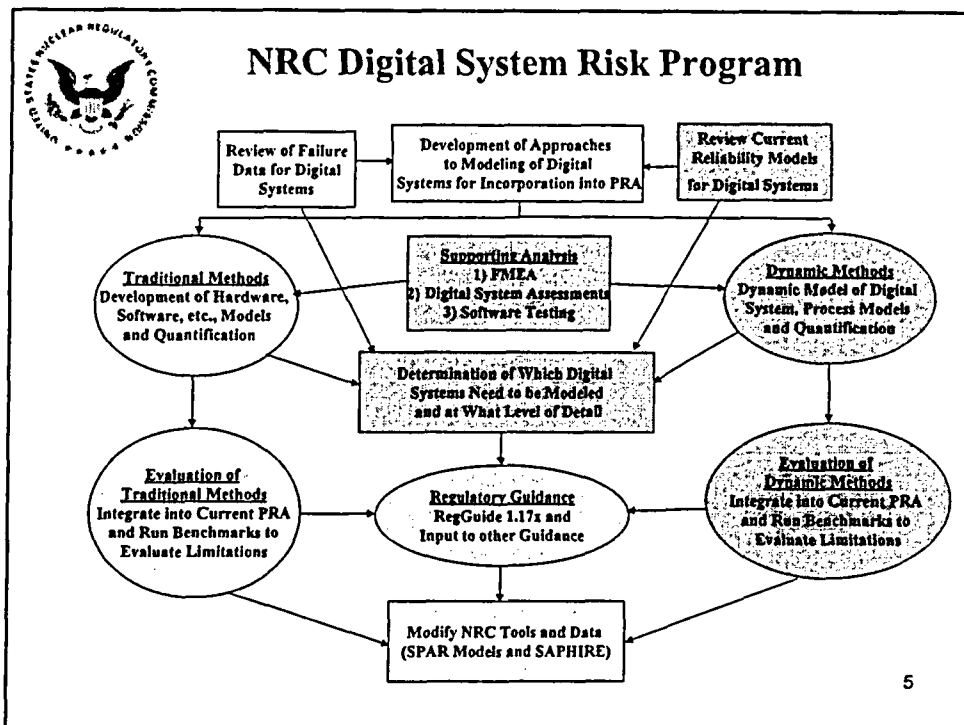 UNITED STATES NUCLEAR REGULATORY COMMISSION
NRC Digital System Risk Program
Review of Failure
Data for Digital
Systems
Development of Approaches
to Modeling of Digital
Systems for Incorporation into PRA
Review Current
Reliability Models
for Digital Systems
Traditional Methods
Development of Hardware,
Software, etc., Models
and Quantification
Supporting Analysis
1) FMEA
2) Digital System Assessments
3) Software Testing
Dynamic Methods
Dynamic Model of Digital
System, Process Models
and Quantification
Determination of Which Digital
Systems Need to be Modeled
and at What Level of Detail
Evaluation of
Traditional Methods
Integrate into Current PRA
and Run Benchmarks to
Evaluate Limitations
Regulatory Guidance
RegGuide 1.17x and
Input to other Guidance
Evaluation of
Dynamic Methods
Integrate into Current PRA
and Run Benchmarks to
Evaluate Limitations
Modify NRC Tools and Data
(SPAR Models and SAPHIRE)
5